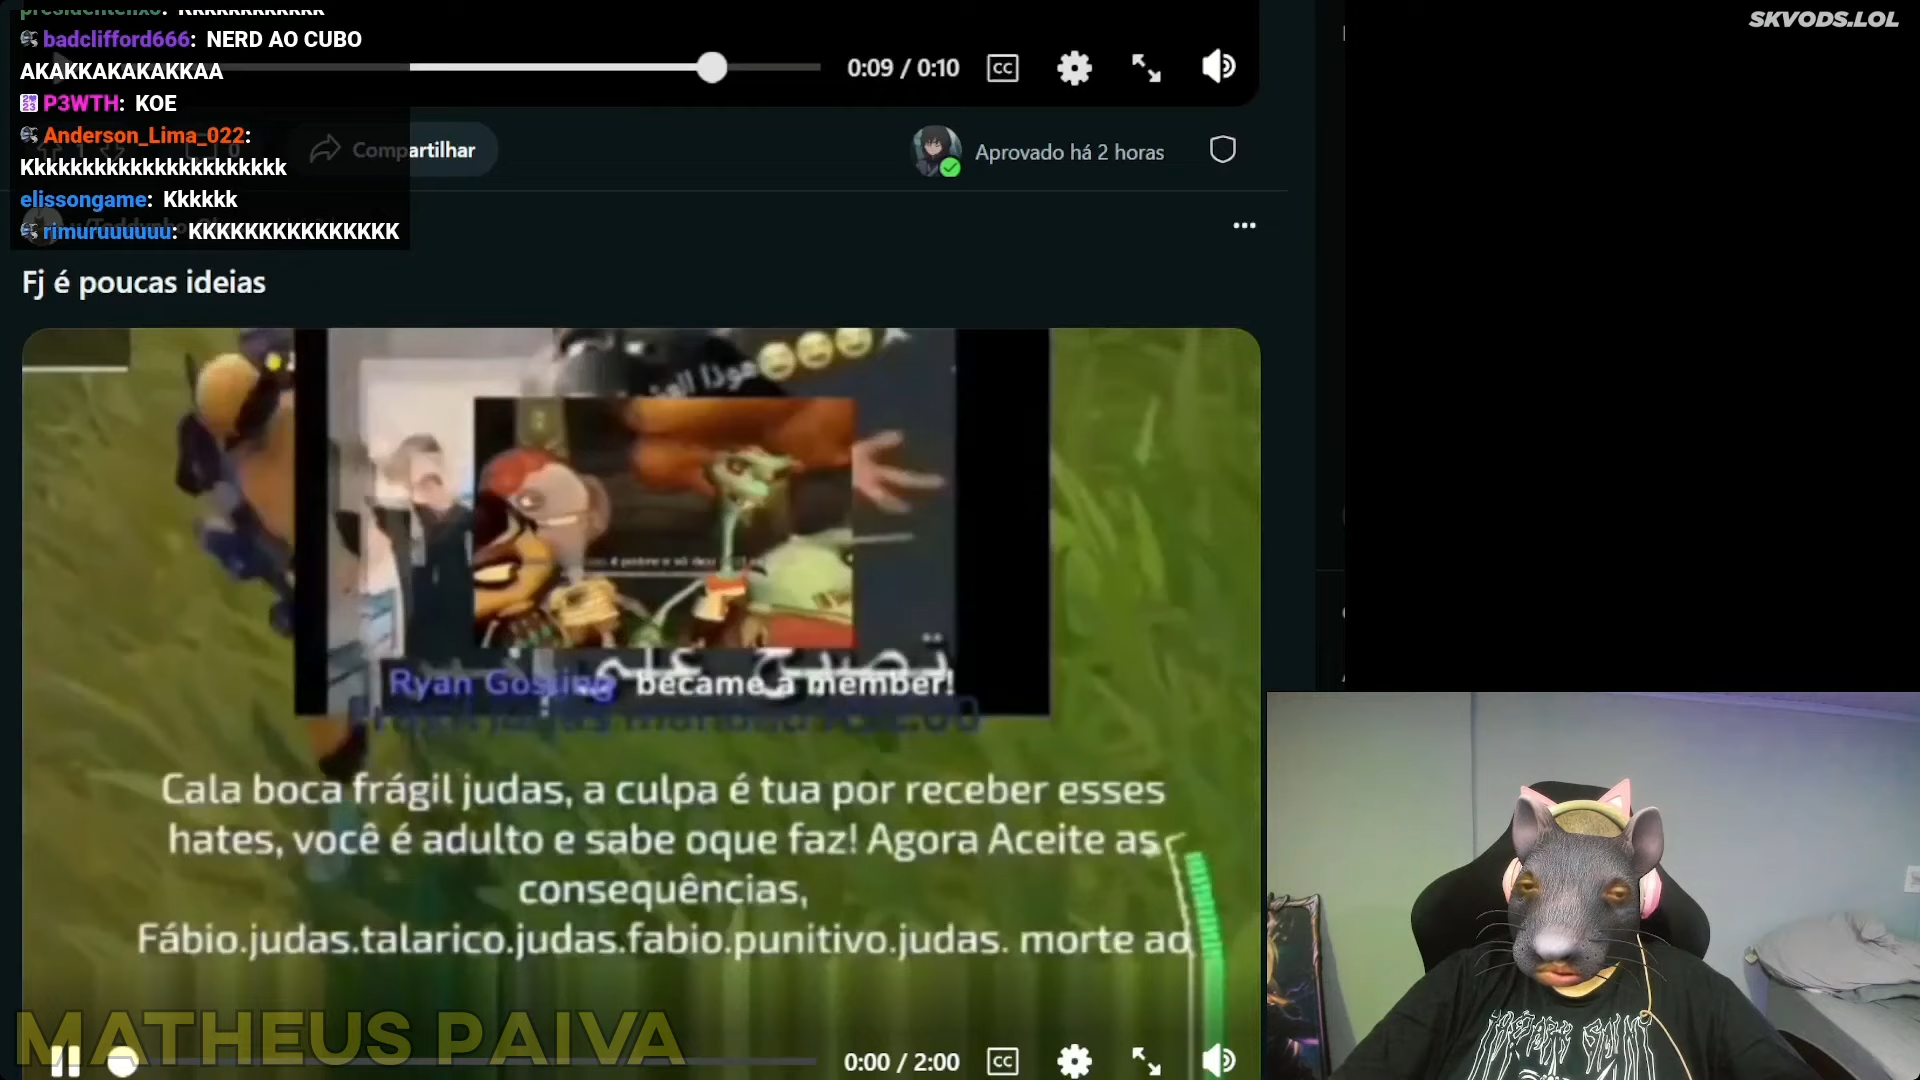 presidentelixo: KKKKKKKKKKKK
badclifford666: NERD AO CUBO
AKAKKAKAKAKKAA
P3WTH: KOE
Anderson_Lima_022:
Kkkkkkkkkkkkkkkkkkkkkk
elissongame: Kkkkkk
rimuruuuuuu: KKKKKKKKKKKKKKK
SKVODS.LOL
0:09 / 0:10
CC
Compartilhar
Aprovado há 2 horas
Fj é poucas ideias
Ryan Gosling became a member!
Cala boca frágil judas, a culpa é tua por receber esses
hates, você é adulto e sabe oque faz! Agora Aceite as
consequências,
Fábio.judas.talarico.judas.fabio.punitivo.judas. morte ao
MATHEUS PAIVA
0:00 / 2:00
CC